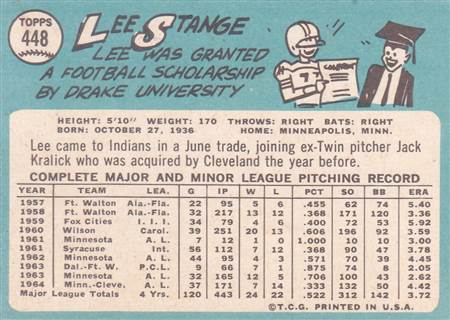 TOPPS
448
LEE STANGE
LEE WAS GRANTED
A FOOTBALL SCHOLARSHIP
BY DRAKE UNIVERSITY
7
CONTRACT
HEIGHT: 5'10" WEIGHT: 170 THROWS: RIGHT BATS: RIGHT
BORN: OCTOBER 27, 1936 HOME: MINNEAPOLIS, MINN.
Lee came to Indians in a June trade, joining ex-Twin pitcher Jack
Kralick who was acquired by Cleveland the year before.
COMPLETE MAJOR AND MINOR LEAGUE PITCHING RECORD
YEAR TEAM LEA. G IP W L PCT SO BB ERA
1957 Ft. Walton Ala.-Fla. 22 95 5 6 .455 62 74 5.40
1958 Ft. Walton Ala.-Fla. 32 217 13 12 .368 171 120 3.36
1959 Fox Cities I. I. I. 34 79 4 6 .400 72 53 5.92
1960 Wilson Carol. 39 251 20 13 .606 196 92 3.59
1961 Minnesota A. L. 7 12 1 0 1.000 10 10 3.00
1961 Syracuse Int. 56 112 7 12 .368 90 47 3.78
1962 Minnesota A. L. 44 95 4 3 .571 70 39 4.45
1963 Dal.-Ft. W. P.C.L. 9 66 7 1 .875 74 8 2.05
1963 Minnesota A. L. 32 165 12 5 .706 100 43 2.62
1964 Minn.-Cleve. A. L. 37 171 7 14 .333 132 50 4.42
Major League Totals 4 Yrs. 120 443 24 22 .522 312 142 3.72
©T.C.G. PRINTED IN U.S.A.